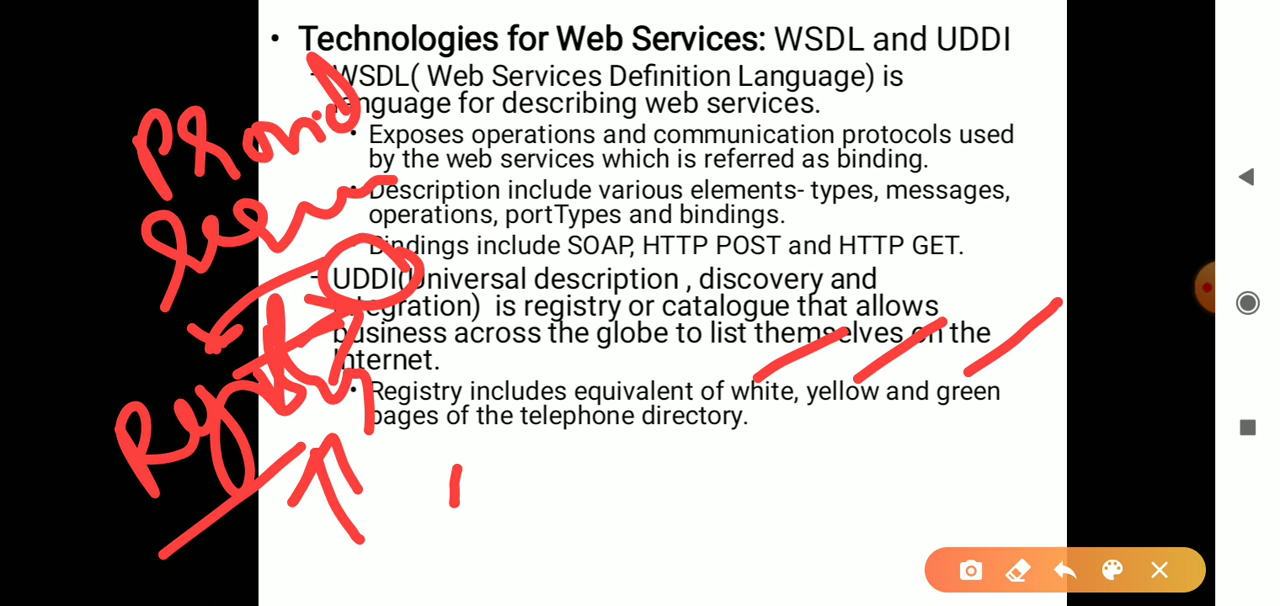 • Technologies for Web Services: WSDL and UDDI
– WSDL( Web Services Definition Language) is
language for describing web services.
• Exposes operations and communication protocols used
by the web services which is referred as binding.
• Description include various elements- types, messages,
operations, portTypes and bindings.
Bindings include SOAP, HTTP POST and HTTP GET.
– UDDI(Universal description , discovery and
integration) is registry or catalogue that allows
business across the globe to list themselves on the
Internet.
• Registry includes equivalent of white, yellow and green
pages of the telephone directory.
Provid